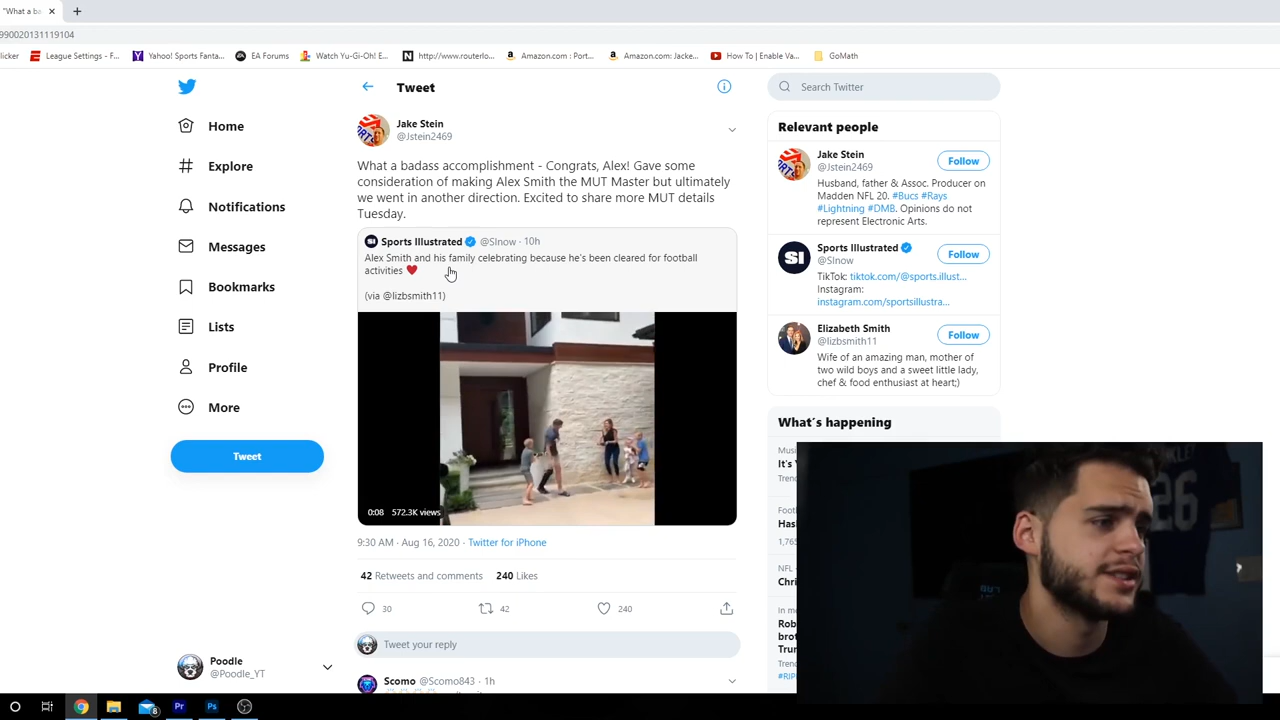 "What a ba
990020131119104
licker
League Settings - F...
Yahoo! Sports Fanta...
EA Forums
Watch Yu-Gi-Oh! E...
http://www.routerlo...
Amazon.com : Port...
Amazon.com: Jacke...
How To | Enable Va...
GoMath
Tweet
Search Twitter
Home
Explore
Notifications
Messages
Bookmarks
Lists
Profile
More
Tweet
Poodle
@Poodle_YT
Jake Stein
@Jstein2469
What a badass accomplishment - Congrats, Alex! Gave some
consideration of making Alex Smith the MUT Master but ultimately
we went in another direction. Excited to share more MUT details
Tuesday.
Sports Illustrated @SInow · 10h
Alex Smith and his family celebrating because he's been cleared for football
activities
(via @lizbsmith11)
0:08 572.3K views
9:30 AM · Aug 16, 2020 · Twitter for iPhone
42 Retweets and comments 240 Likes
30 42 240
Tweet your reply
Scomo @Scomo843 · 1h
Relevant people
Jake Stein
@Jstein2469
Follow
Husband, father & Assoc. Producer on
Madden NFL 20. #Bucs #Rays
#Lightning #DMB. Opinions do not
represent Electronic Arts.
Sports Illustrated
@SInow
Follow
TikTok: tiktok.com/@sports.illust...
Instagram:
instagram.com/sportsillustra...
Elizabeth Smith
@lizbsmith11
Follow
Wife of an amazing man, mother of
two wild boys and a sweet little lady,
chef & food enthusiast at heart;)
What's happening
Musi
It's Y
Trend
Foot
Hask
1,765
NFL ·
Chri
In me
Rob
brot
Trun
Trend
#RIP
26